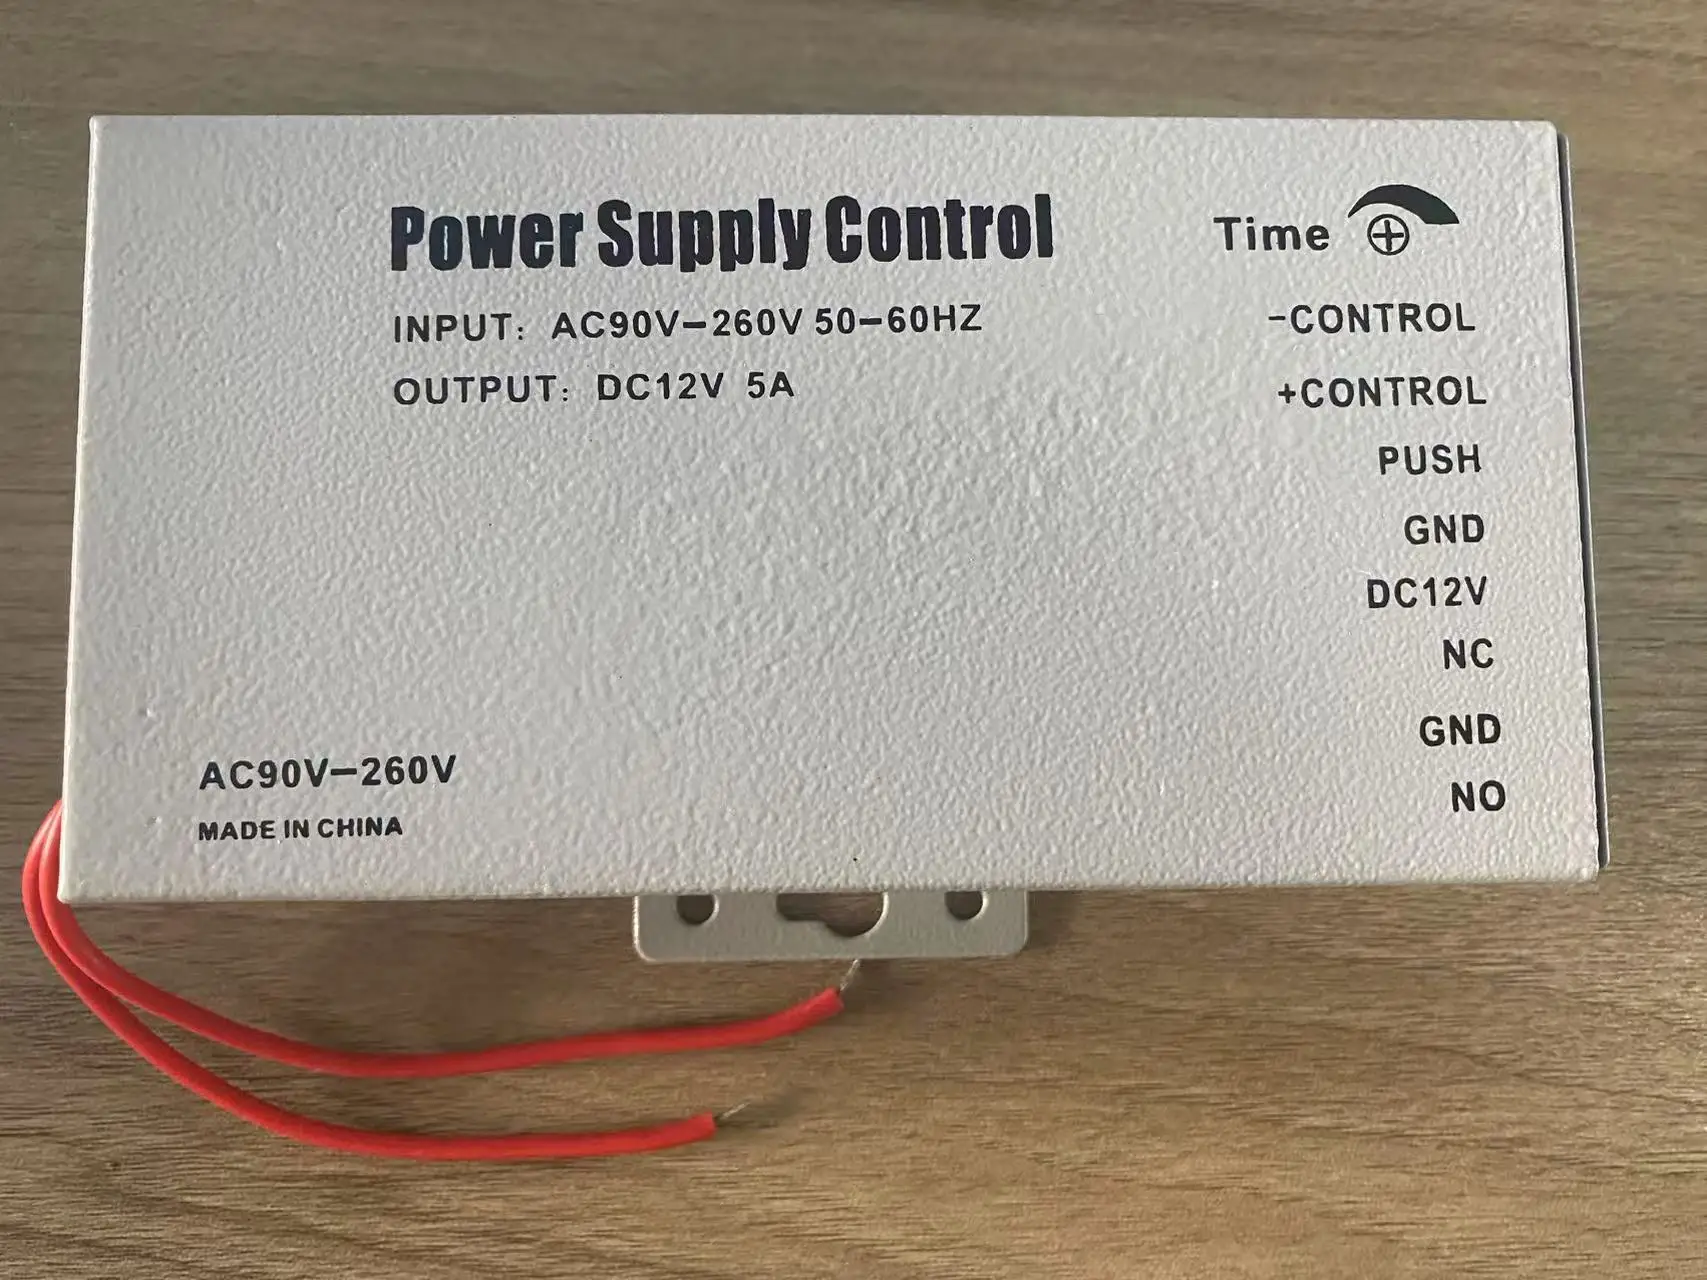 Power Supply Control
INPUT: AC90V-260V 50-60HZ
OUTPUT: DC12V 5A
Time
-CONTROL
+CONTROL
PUSH
GND
DC12V
NC
GND
NO
AC90V-260V
MADE IN CHINA